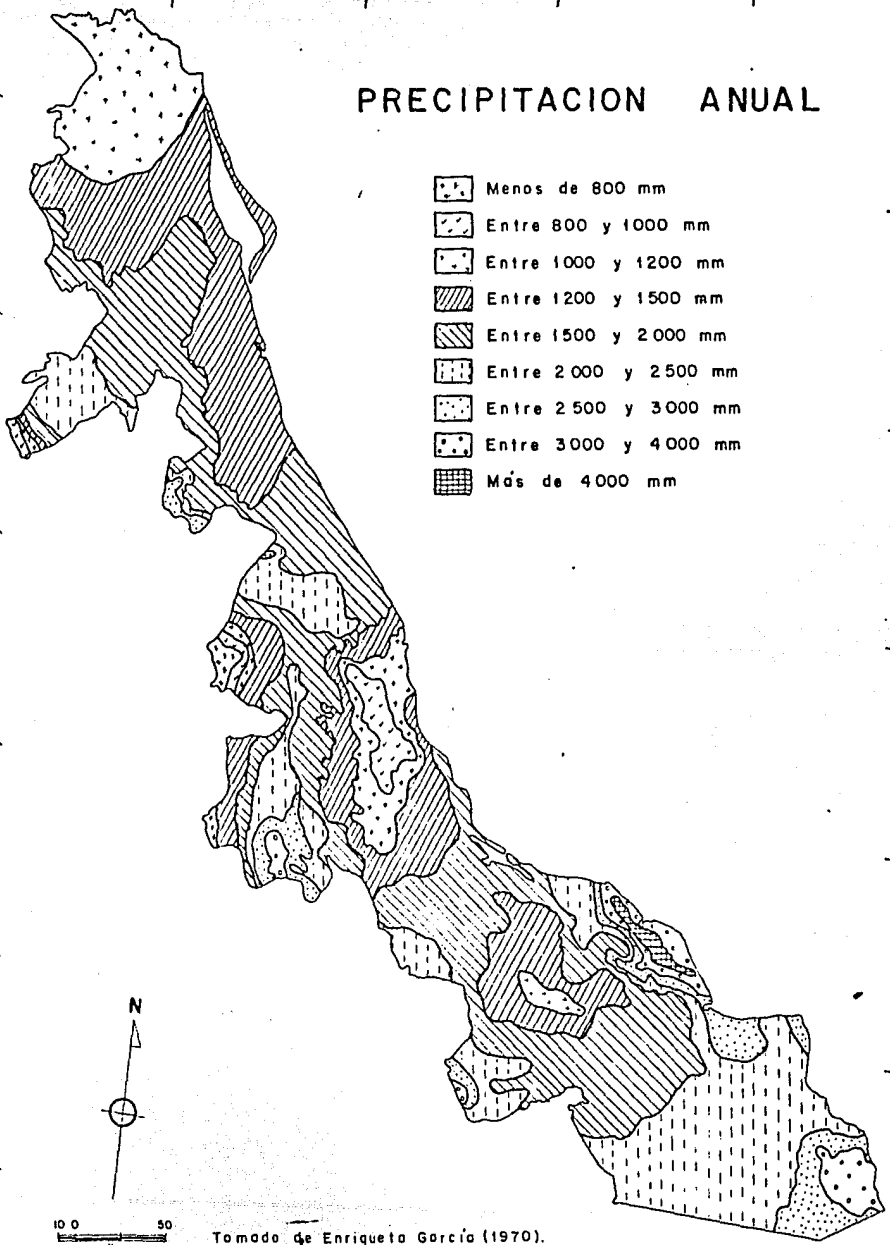 PRECIPITACION ANUAL
Menos de 800 mm
Entre 800 y 1000 mm
Entre 1000 y 1200 mm
Entre 1200 y 1500 mm
Entre 1500 y 2000 mm
Entre 2000 y 2500 mm
Entre 2500 y 3000 mm
Entre 3000 y 4000 mm
Más de 4000 mm
N
10 0 50
Tomado de Enriqueta García (1970).